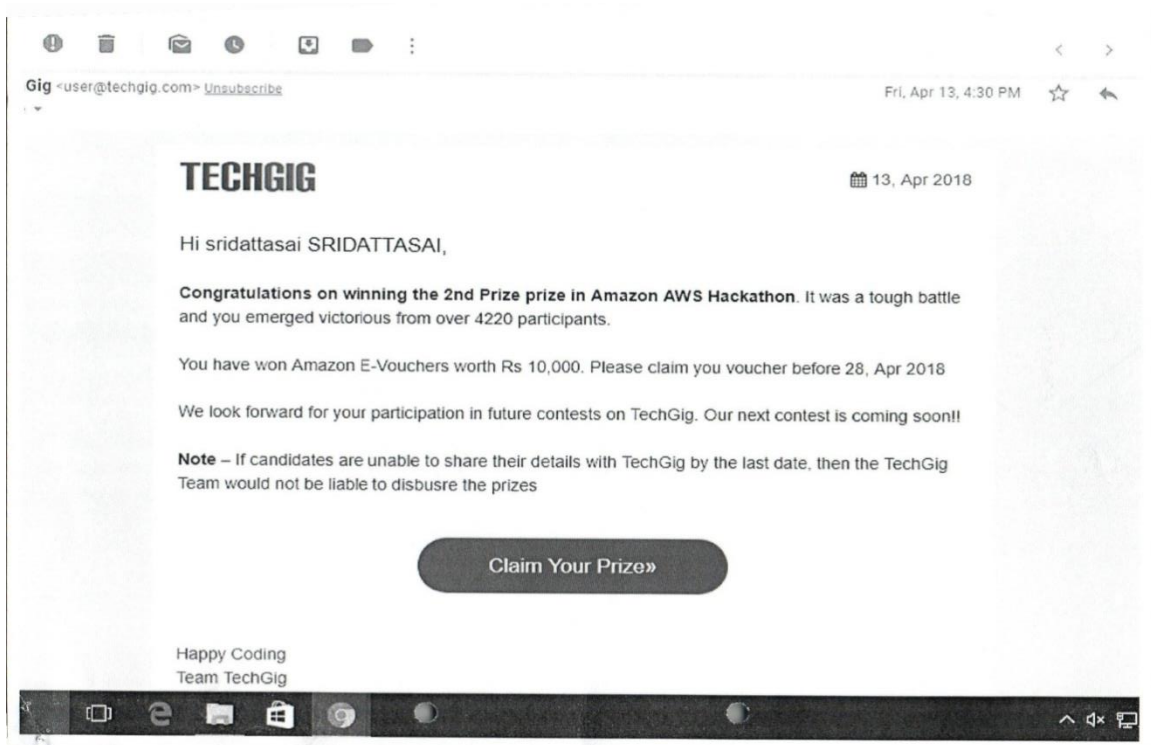 Gig <user@techgig.com> Unsubscribe
Fri, Apr 13, 4:30 PM
TECHGIG
13, Apr 2018
Hi sridattasai SRIDATTASAI,
Congratulations on winning the 2nd Prize prize in Amazon AWS Hackathon. It was a tough battle
and you emerged victorious from over 4220 participants.
You have won Amazon E-Vouchers worth Rs 10,000. Please claim you voucher before 28, Apr 2018
We look forward for your participation in future contests on TechGig. Our next contest is coming soon!!
Note – If candidates are unable to share their details with TechGig by the last date, then the TechGig
Team would not be liable to disbusre the prizes
Claim Your Prize»
Happy Coding
Team TechGig